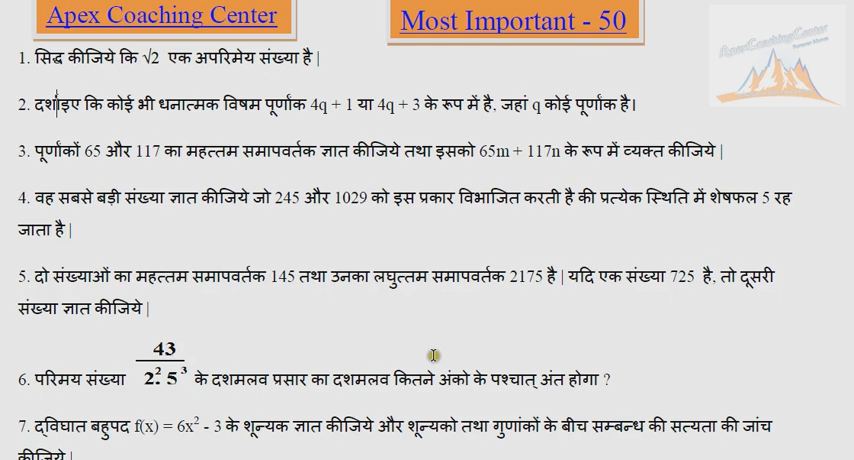 Apex Coaching Center
Most Important - 50
ApexCoachingCenter
1. सिद्ध कीजिये कि √2 एक अपरिमेय संख्या है |
2. दर्शाइए कि कोई भी धनात्मक विषम पूर्णांक 4q + 1 या 4q + 3 के रूप में है, जहां q कोई पूर्णांक है।
3. पूर्णांकों 65 और 117 का महत्तम समापवर्तक ज्ञात कीजिये तथा इसको 65m + 117n के रूप में व्यक्त कीजिये |
4. वह सबसे बड़ी संख्या ज्ञात कीजिये जो 245 और 1029 को इस प्रकार विभाजित करती है की प्रत्येक स्थिति में शेषफल 5 रह
जाता है |
5. दो संख्याओं का महत्तम समापवर्तक 145 तथा उनका लघुत्तम समापवर्तक 2175 है | यदि एक संख्या 725 है, तो दूसरी
संख्या ज्ञात कीजिये |
6. परिमय संख्या 43 / 2². 5³ के दशमलव प्रसार का दशमलव कितने अंको के पश्चात् अंत होगा ?
7. द्विघात बहुपद f(x) = 6x² - 3 के शून्यक ज्ञात कीजिये और शून्यको तथा गुणांकों के बीच सम्बन्ध की सत्यता की जांच
कीजिये |